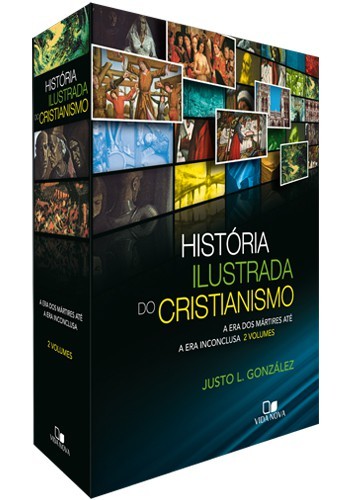 HISTÓRIA
ILUSTRADA
DO CRISTIANISMO
A ERA DOS MÁRTIRES ATÉ
A ERA INCONCLUSA
2 VOLUMES
VIDA NOVA
HISTÓRIA
ILUSTRADA
DO CRISTIANISMO
A ERA DOS MÁRTIRES ATÉ
A ERA INCONCLUSA 2 VOLUMES
JUSTO L. GONZÁLEZ
VIDA NOVA